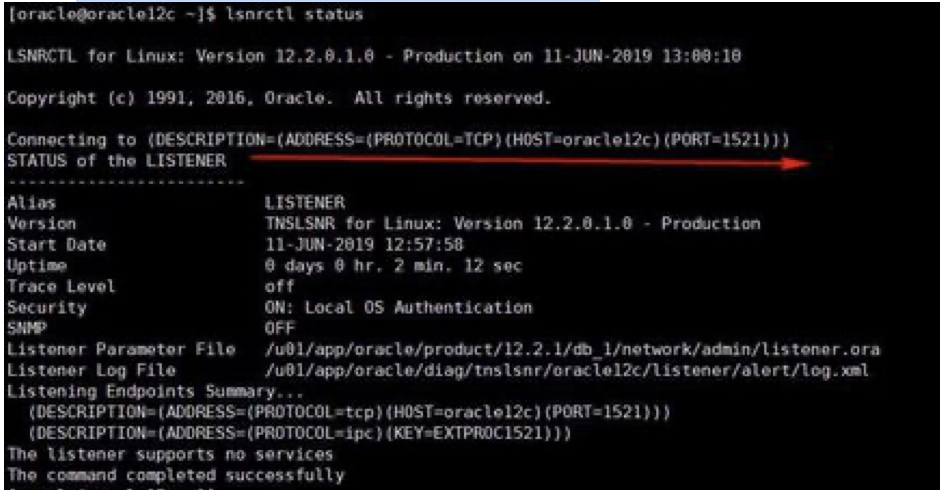 [oracle@oracle12c ~]$ lsnrctl status
LSNRCTL for Linux: Version 12.2.0.1.0 - Production on 11-JUN-2019 13:00:10
Copyright (c) 1991, 2016, Oracle.  All rights reserved.
Connecting to (DESCRIPTION=(ADDRESS=(PROTOCOL=TCP)(HOST=oracle12c)(PORT=1521)))
STATUS of the LISTENER
------------------------
Alias                     LISTENER
Version                   TNSLSNR for Linux: Version 12.2.0.1.0 - Production
Start Date                11-JUN-2019 12:57:58
Uptime                    0 days 0 hr. 2 min. 12 sec
Trace Level               off
Security                  ON: Local OS Authentication
SNMP                      OFF
Listener Parameter File   /u01/app/oracle/product/12.2.1/db_1/network/admin/listener.ora
Listener Log File         /u01/app/oracle/diag/tnslsnr/oracle12c/listener/alert/log.xml
Listening Endpoints Summary...
  (DESCRIPTION=(ADDRESS=(PROTOCOL=tcp)(HOST=oracle12c)(PORT=1521)))
  (DESCRIPTION=(ADDRESS=(PROTOCOL=ipc)(KEY=EXTPROC1521)))
The listener supports no services
The command completed successfully